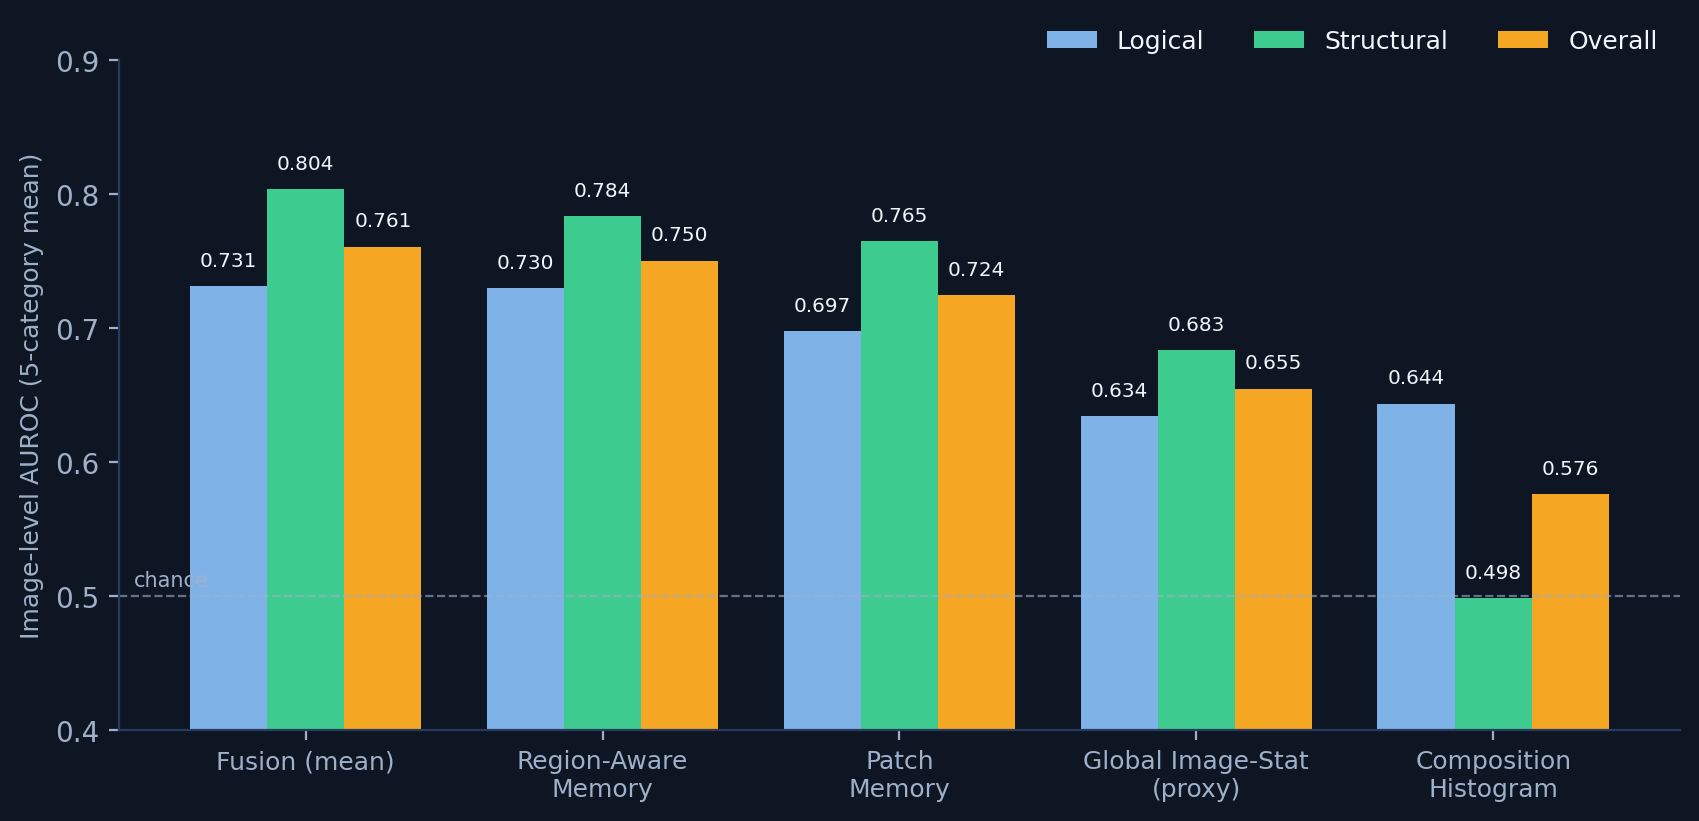 Logical Structural Overall
Image-level AUROC (5-category mean)
0.9
0.8
0.7
0.6
0.5
0.4
chance
0.731 0.804 0.761
0.730 0.784 0.750
0.697 0.765 0.724
0.634 0.683 0.655
0.644 0.498 0.576
Fusion (mean)
Region-Aware
Memory
Patch
Memory
Global Image-Stat
(proxy)
Composition
Histogram